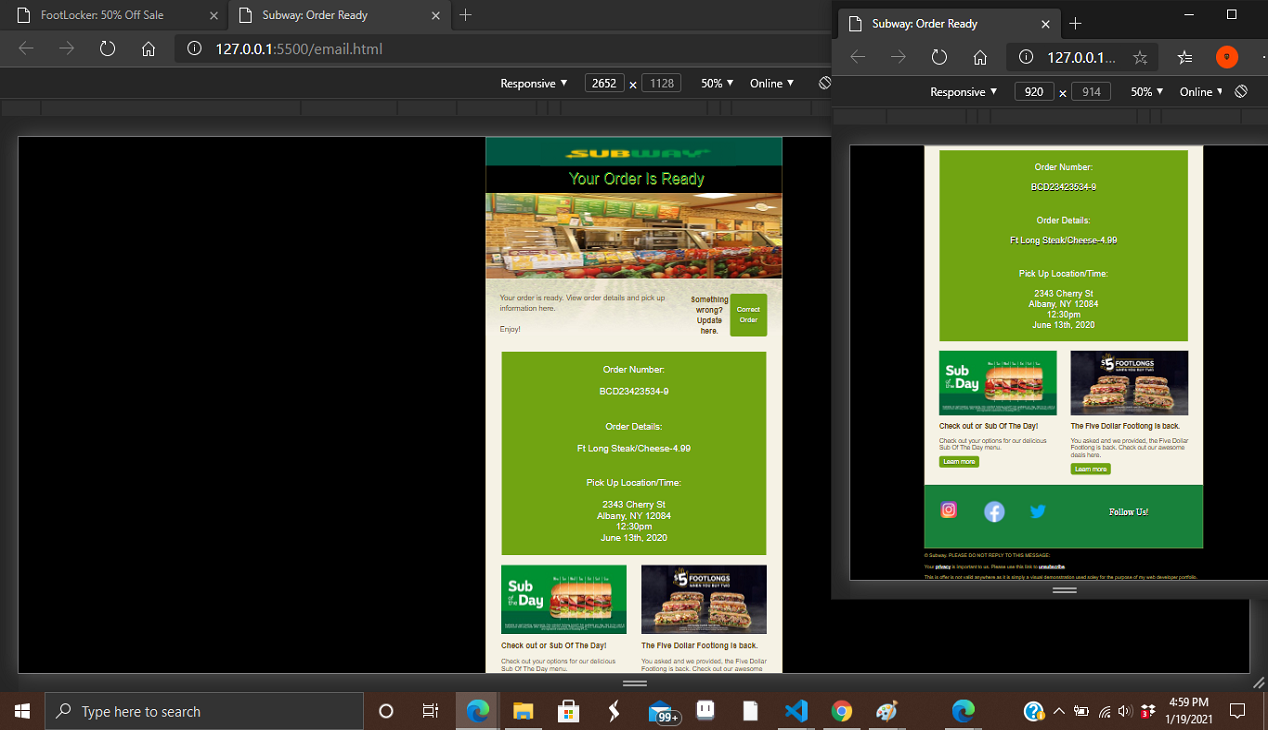 FootLocker: 50% Off Sale
Subway: Order Ready
127.0.0.1:5500/email.html
Responsive
2652 x 1128
50%
Online
SUBWAY
Your Order Is Ready
Your order is ready. View order details and pick up
information here.
Enjoy!
Something
wrong?
Update
here.
Correct
Order
Order Number:
BCD23423534-9
Order Details:
Ft Long Steak/Cheese-4.99
Pick Up Location/Time:
2343 Cherry St
Albany, NY 12084
12:30pm
June 13th, 2020
Sub
of the Day
$5 FOOTLONGS
WHEN YOU BUY TWO
Check out or Sub Of The Day!
Check out your options for our delicious
Sub Of The Day menu.
The Five Dollar Footlong is back.
You asked and we provided, the Five Dollar
Footlong is back. Check out our awesome
Subway: Order Ready
127.0.0.1...
Responsive
920 x 914
50%
Online
Order Number:
BCD23423534-9
Order Details:
Ft Long Steak/Cheese-4.99
Pick Up Location/Time:
2343 Cherry St
Albany, NY 12084
12:30pm
June 13th, 2020
Sub
of the Day
$5 FOOTLONGS
WHEN YOU BUY TWO
Check out or Sub Of The Day!
Check out your options for our delicious
Sub Of The Day menu.
Learn more
The Five Dollar Footlong is back.
You asked and we provided, the Five Dollar
Footlong is back. Check out our awesome
deals here.
Learn more
Follow Us!
© Subway. PLEASE DO NOT REPLY TO THIS MESSAGE:
Your privacy is important to us. Please use this link to unsubscribe.
This is offer is not valid anywhere as it is simply a visual demonstration used soley for the purpose of my web developer portfolio.
Type here to search
99+
3
4:59 PM
1/19/2021